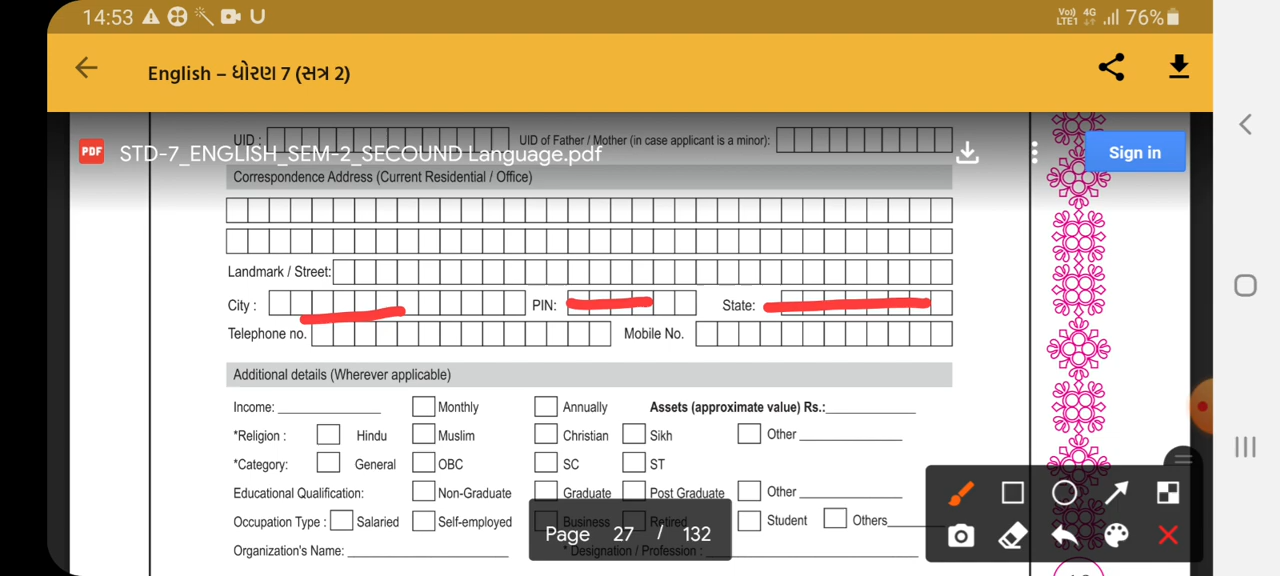 14:53 U Vo)) LTE1 4G 76%
English – ધોરણ 7 (સત્ર 2)
UID : UID of Father / Mother (in case applicant is a minor):
PDF STD-7_ENGLISH_SEM-2_SECOUND Language.pdf Sign in
Correspondence Address (Current Residential / Office)
Landmark / Street:
City : PIN: State:
Telephone no. Mobile No.
Additional details (Wherever applicable)
Income: Monthly Annually Assets (approximate value) Rs.:
*Religion : Hindu Muslim Christian Sikh Other
*Category: General OBC SC ST
Educational Qualification: Non-Graduate Graduate Post Graduate Other
Occupation Type : Salaried Self-employed Business Retired Student Others
Page 27 / 132
Organization's Name: * Designation / Profession :